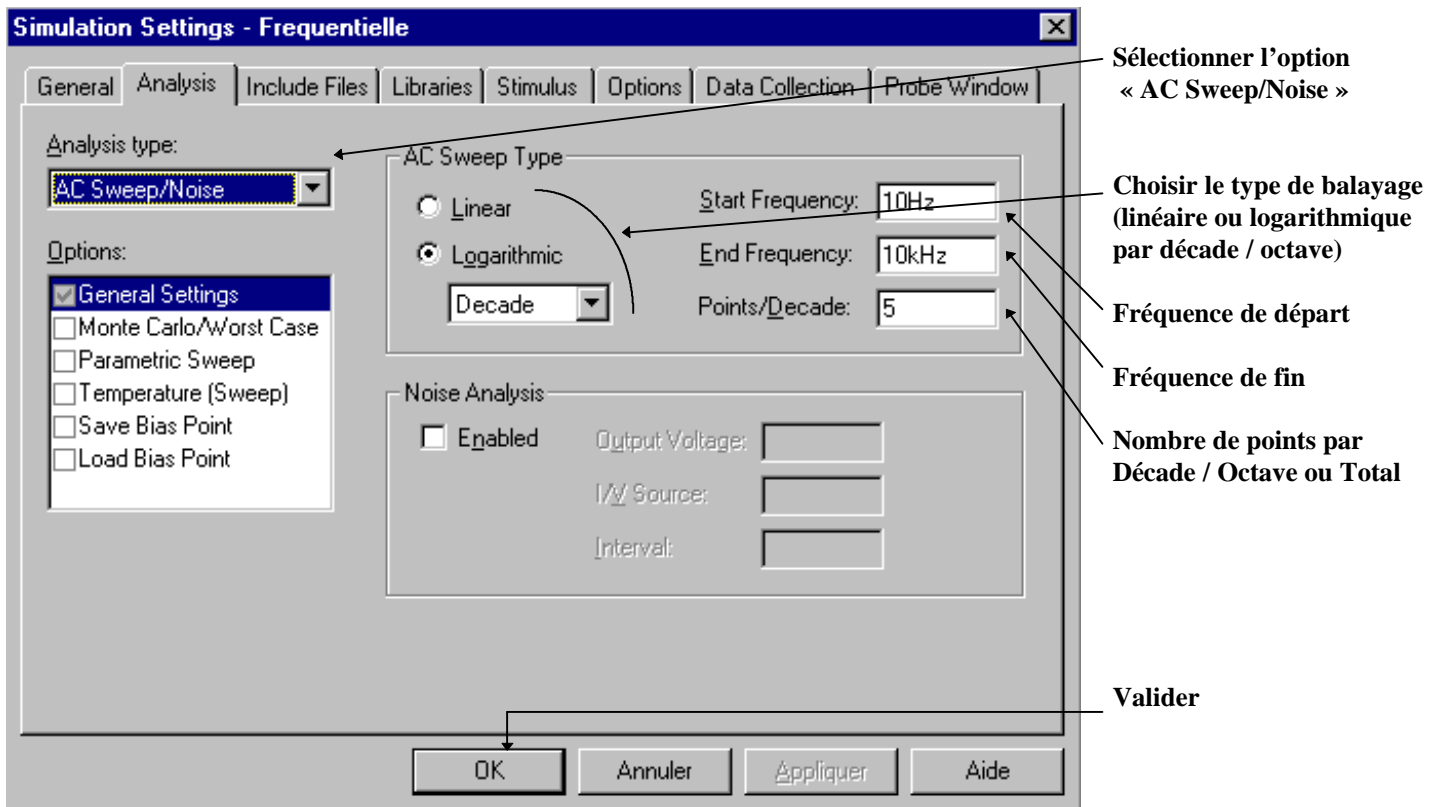 Simulation Settings - Frequentielle
General Analysis Include Files Libraries Stimulus Options Data Collection Probe Window
Analysis type:
AC Sweep/Noise
Options:
General Settings
Monte Carlo/Worst Case
Parametric Sweep
Temperature (Sweep)
Save Bias Point
Load Bias Point
AC Sweep Type
Linear
Logarithmic
Decade
Start Frequency: 10Hz
End Frequency: 10kHz
Points/Decade: 5
Noise Analysis
Enabled
Output Voltage:
I/V Source:
Interval:
OK Annuler Appliquer Aide
Sélectionner l’option
« AC Sweep/Noise »
Choisir le type de balayage
(linéaire ou logarithmique
par décade / octave)
Fréquence de départ
Fréquence de fin
Nombre de points par
Décade / Octave ou Total
Valider